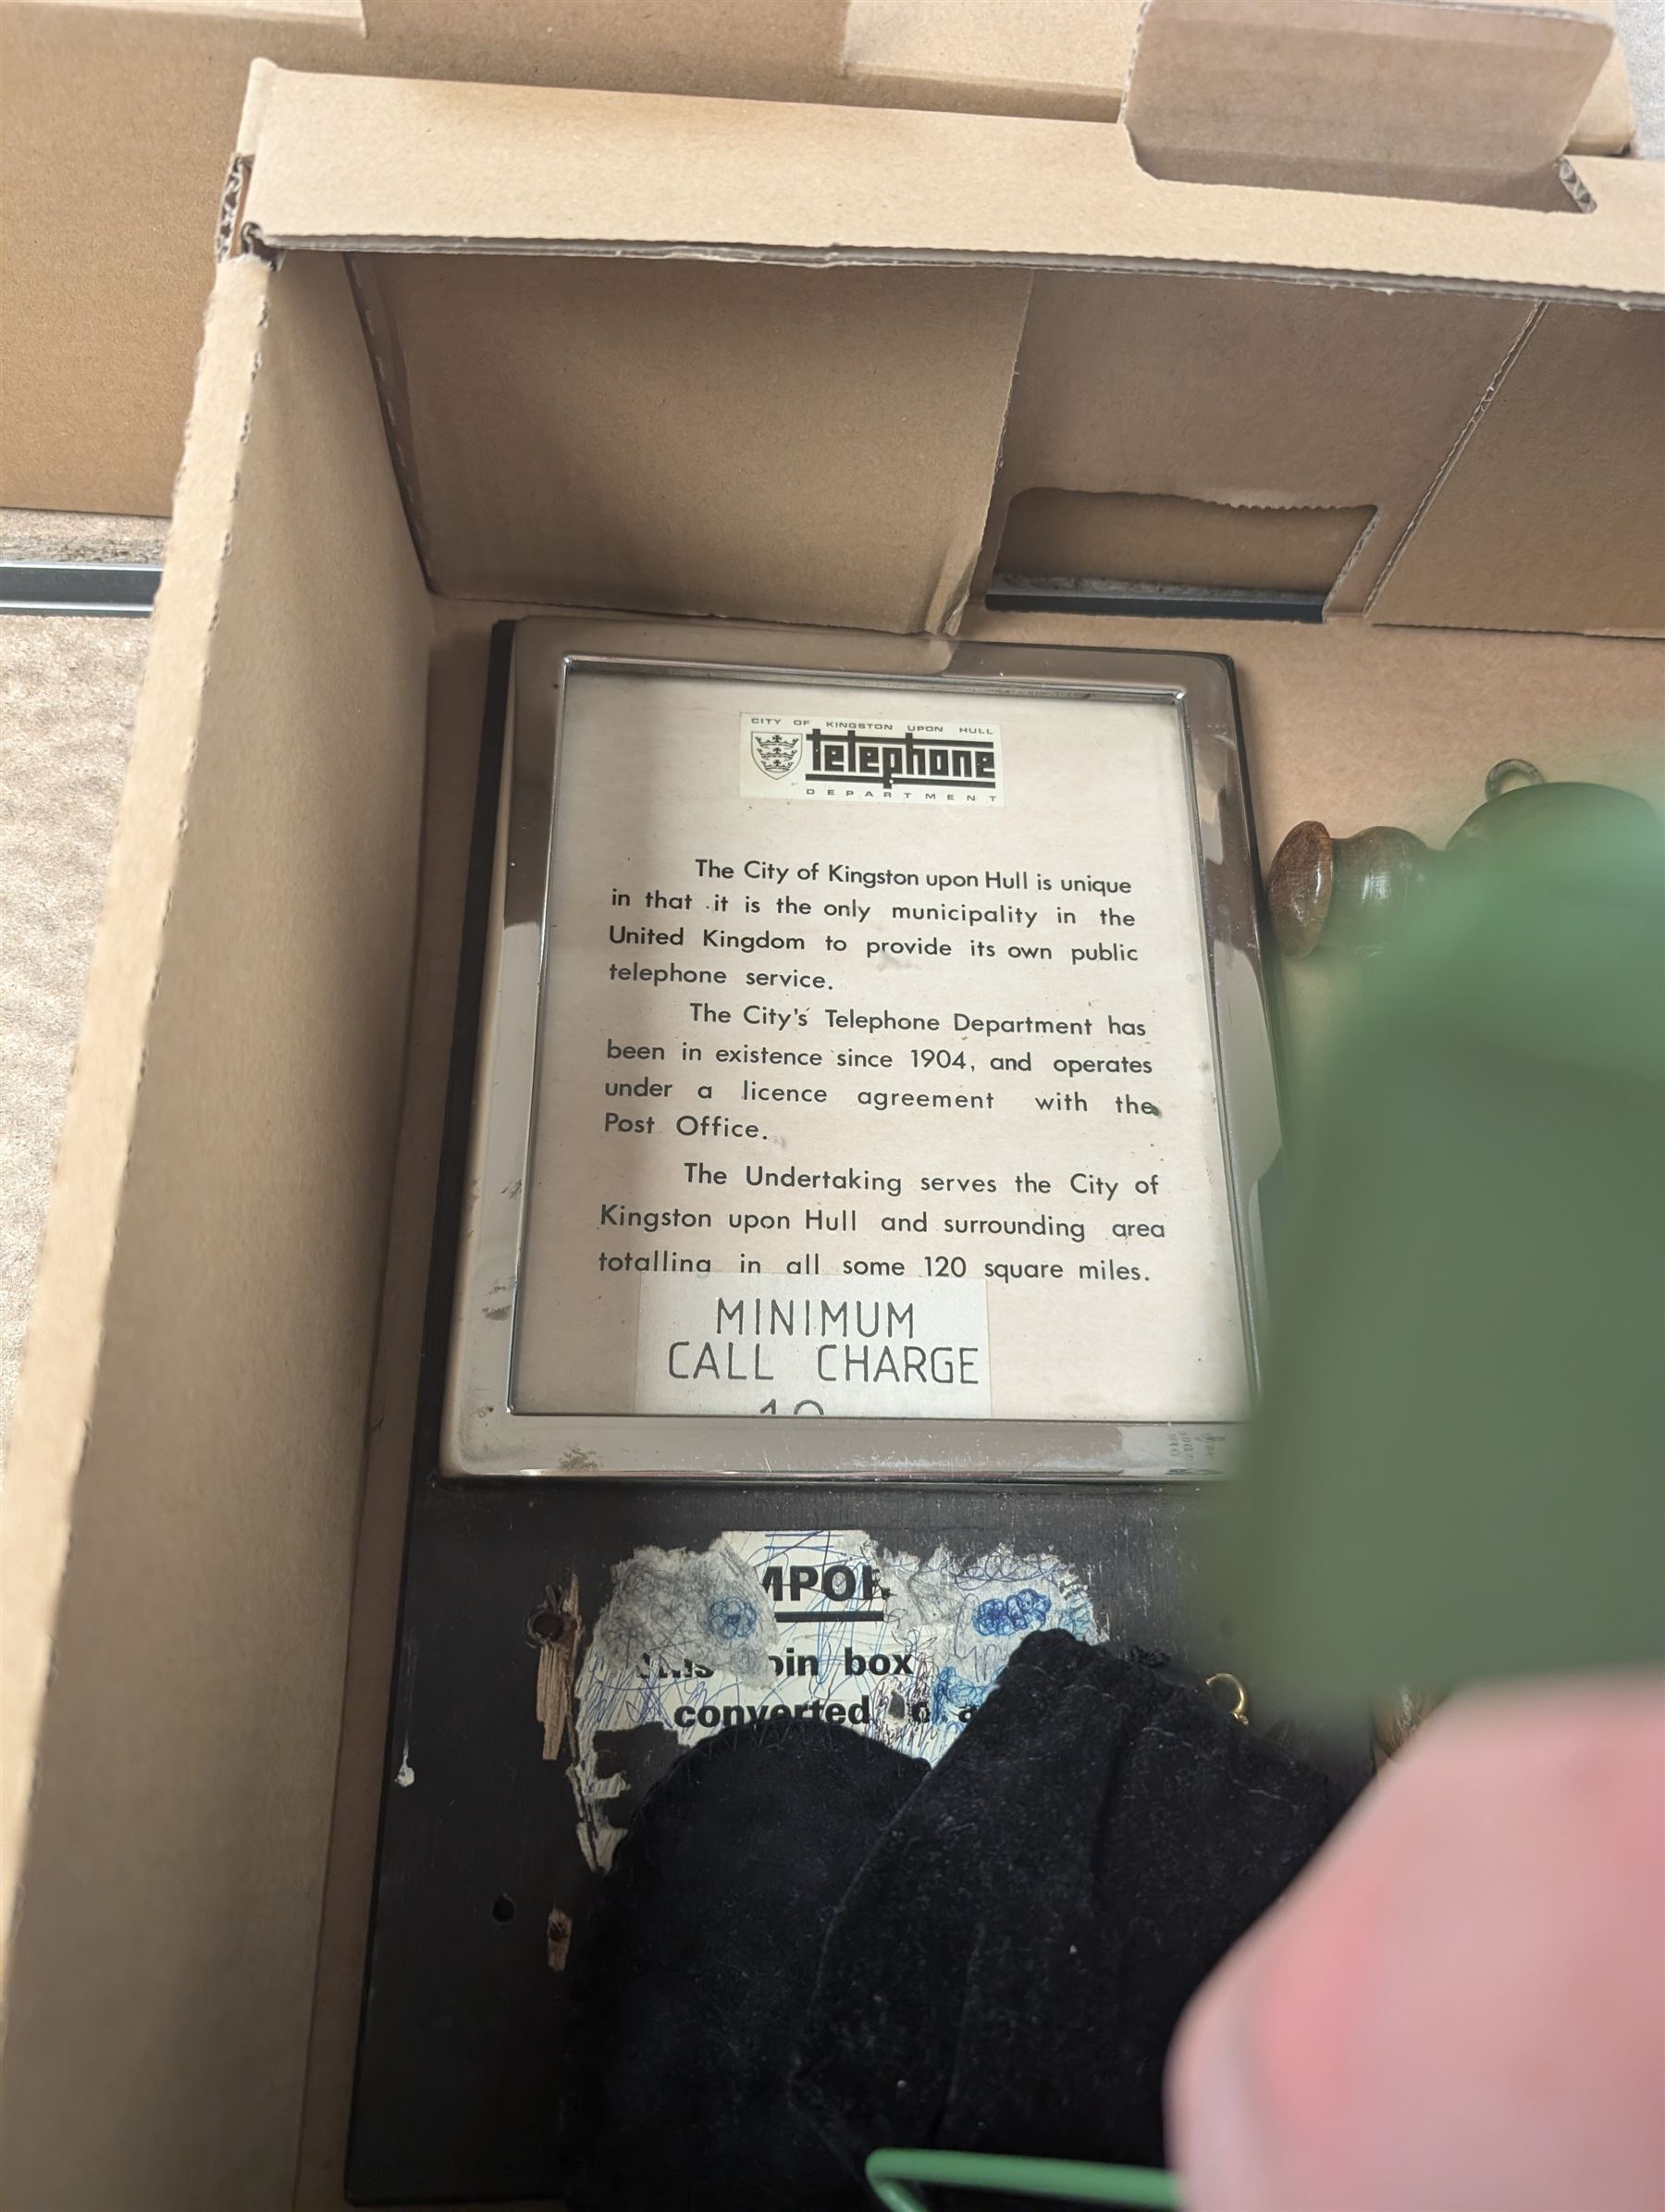 CITY OF KINGSTON UPON HULL
telephone
DEPARTMENT
The City of Kingston upon Hull is unique
in that it is the only municipality in the
United Kingdom to provide its own public
telephone service.
The City's Telephone Department has
been in existence since 1904, and operates
under a licence agreement with the
Post Office.
The Undertaking serves the City of
Kingston upon Hull and surrounding area
totalling in all some 120 square miles.
MINIMUM
CALL CHARGE
box
converted